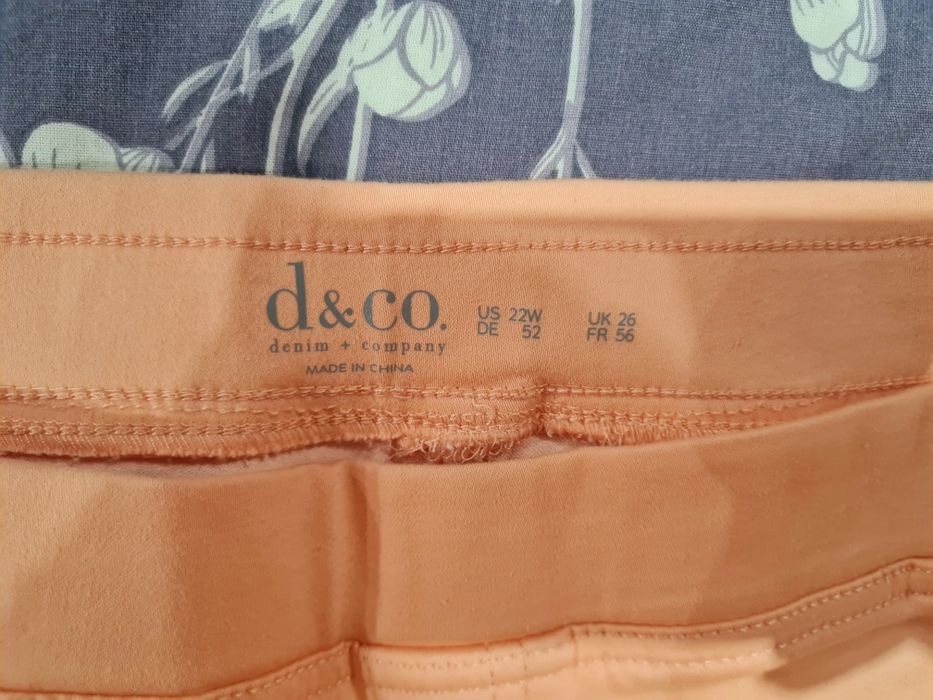 d&co.
denim + company
MADE IN CHINA
US 22W
DE 52
UK 26
FR 56